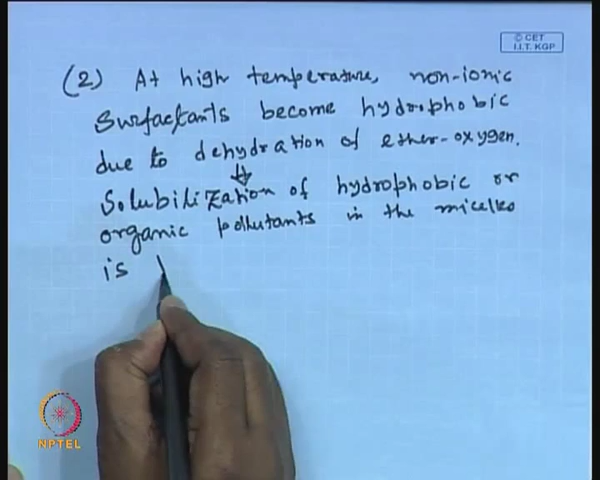 © CET
I.I.T. KGP
(2) At high temperature, non-ionic
surfactants become hydrophobic
due to dehydration of ether-oxygen.
⇓
Solubilization of hydrophobic or
organic pollutants in the micelles
is
NPTEL